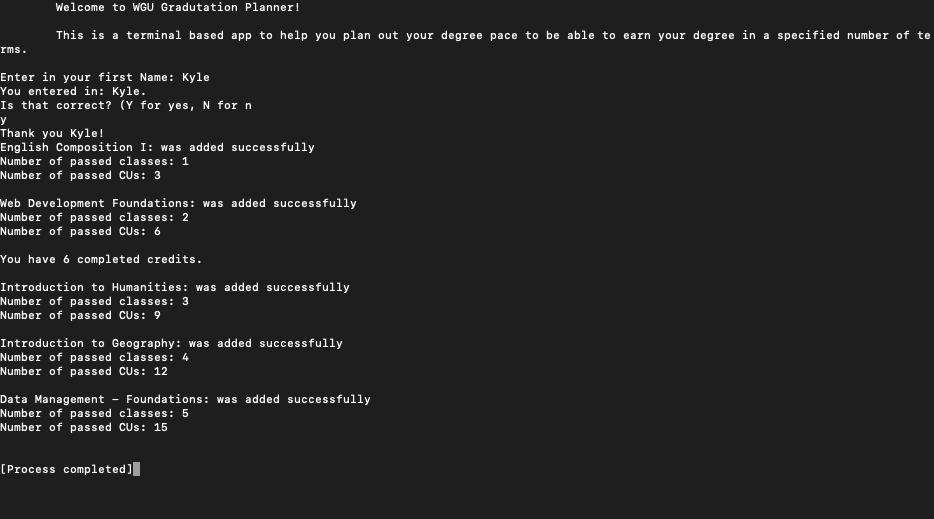 Welcome to WGU Gradutation Planner!
This is a terminal based app to help you plan out your degree pace to be able to earn your degree in a specified number of te
rms.
Enter in your first Name: Kyle
You entered in: Kyle.
Is that correct? (Y for yes, N for n
y
Thank you Kyle!
English Composition I: was added successfully
Number of passed classes: 1
Number of passed CUs: 3
Web Development Foundations: was added successfully
Number of passed classes: 2
Number of passed CUs: 6
You have 6 completed credits.
Introduction to Humanities: was added successfully
Number of passed classes: 3
Number of passed CUs: 9
Introduction to Geography: was added successfully
Number of passed classes: 4
Number of passed CUs: 12
Data Management – Foundations: was added successfully
Number of passed classes: 5
Number of passed CUs: 15
[Process completed]